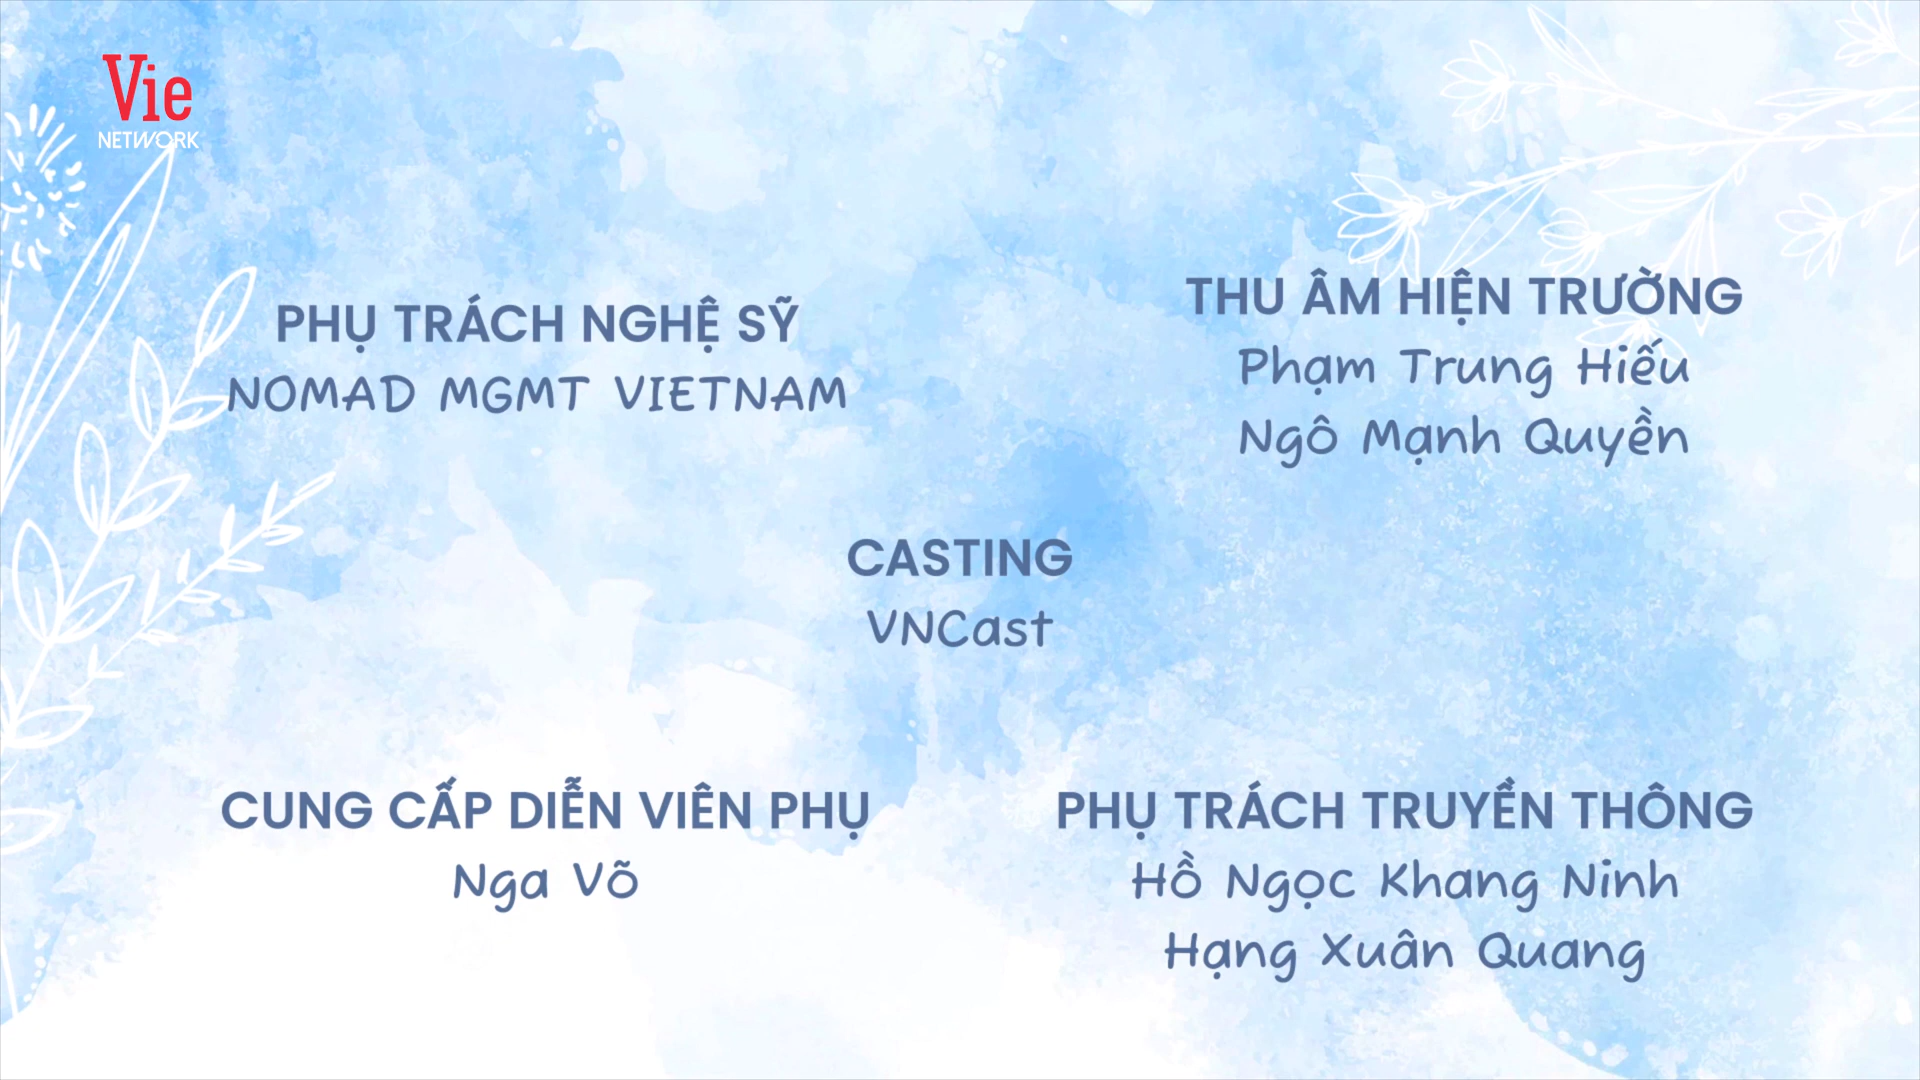 Vie
NETWORK
PHỤ TRÁCH NGHỆ SỸ
NOMAD MGMT VIETNAM
THU ÂM HIỆN TRƯỜNG
Phạm Trung Hiếu
Ngô Mạnh Quyền
CASTING
VNCast
CUNG CẤP DIỄN VIÊN PHỤ
Nga Võ
PHỤ TRÁCH TRUYỀN THÔNG
Hồ Ngọc Khang Ninh
Hạng Xuân Quang